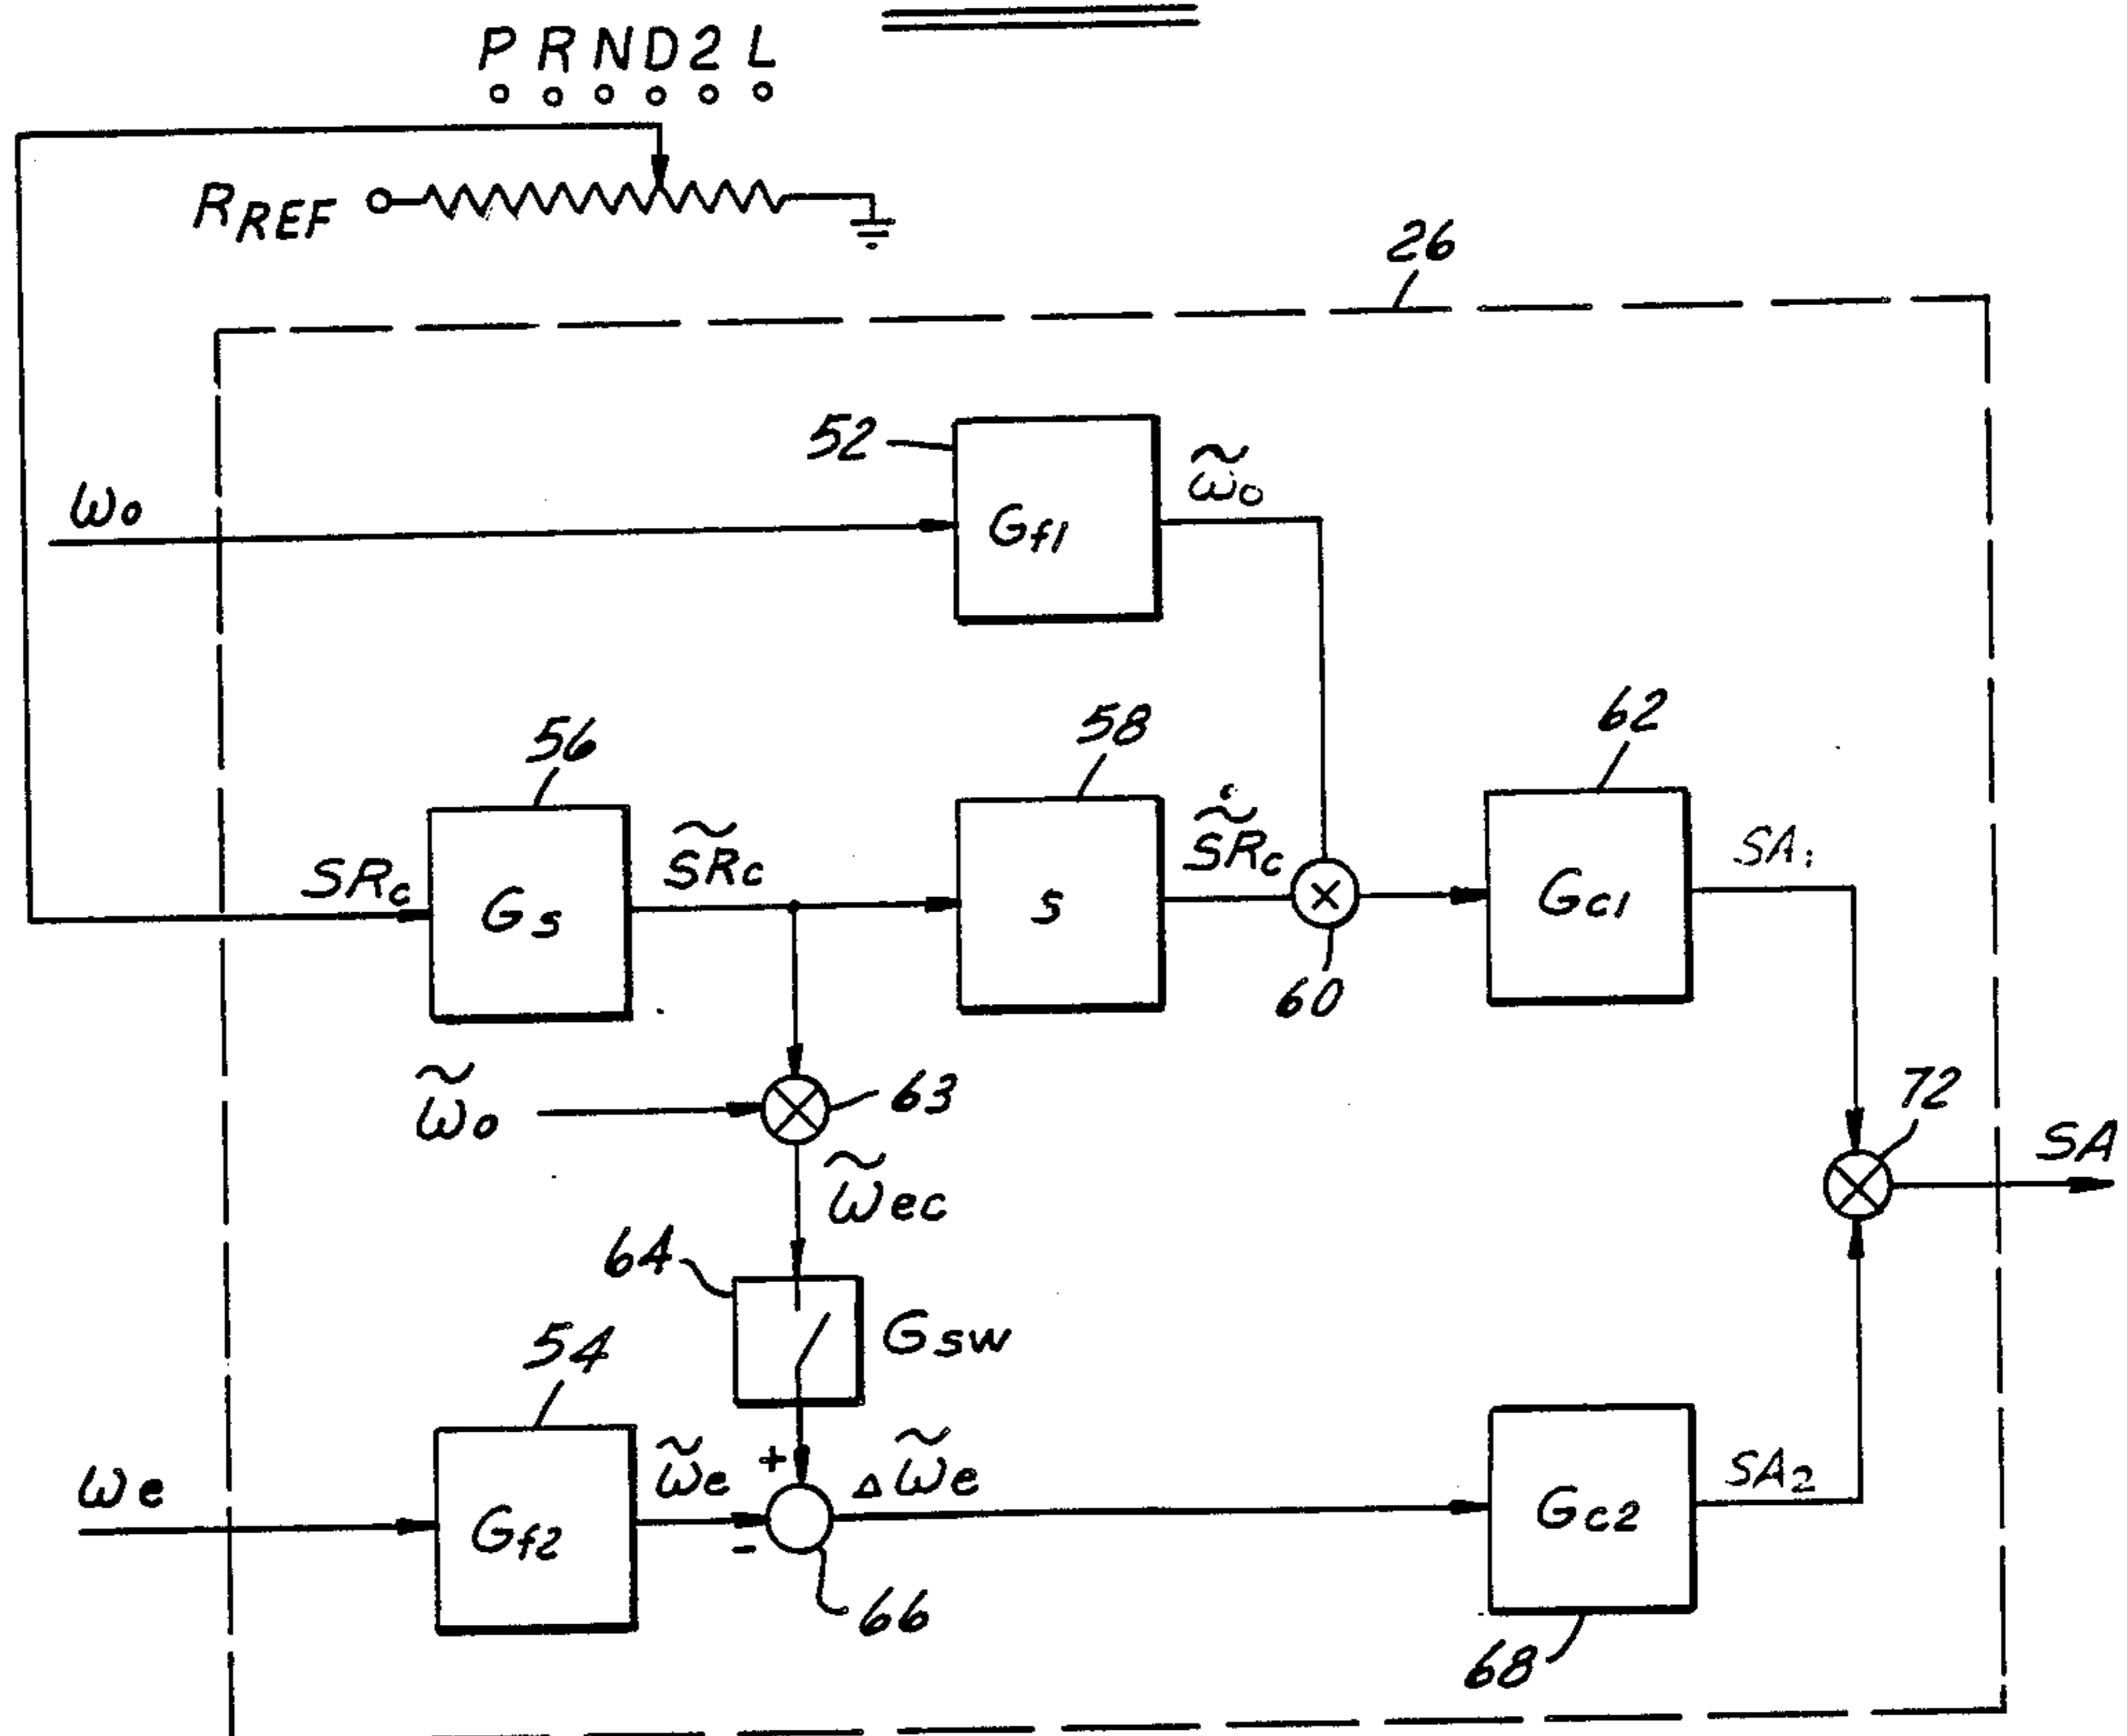 P R N D 2 L
R_REF
26
52
ω̃o
ωo
Gf1
62
58
56
SA1
SRc
S̃Rc
S̃̇Rc
Gs
s
Gc1
60
ω̃o
63
72
SA
ω̃ec
64
Gsw
54
ω̃e
+
Δω̃e
SA2
ωe
Gf2
-
Gc2
66
68